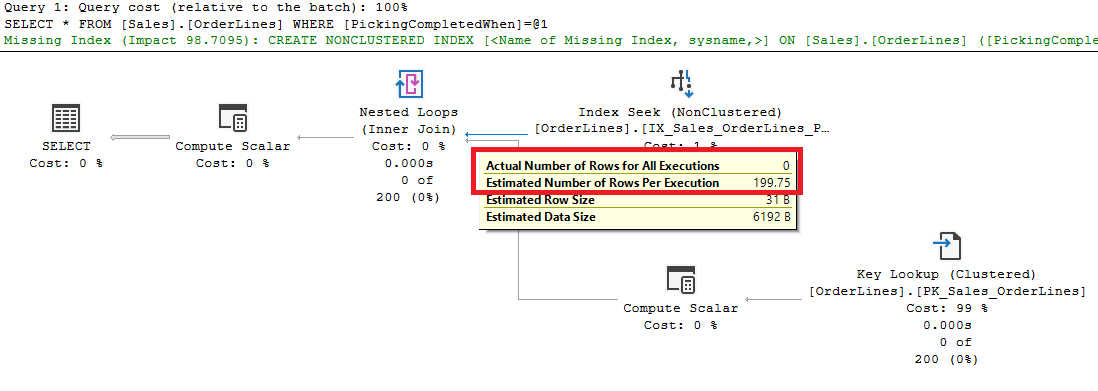 Query 1: Query cost (relative to the batch): 100%
SELECT * FROM [Sales].[OrderLines] WHERE [PickingCompletedWhen]=@1
Missing Index (Impact 98.7095): CREATE NONCLUSTERED INDEX [<Name of Missing Index, sysname,>] ON [Sales].[OrderLines] ([PickingComple
SELECT
Cost: 0 %
Compute Scalar
Cost: 0 %
Nested Loops
(Inner Join)
Cost: 0 %
0.000s
0 of
200 (0%)
Index Seek (NonClustered)
[OrderLines].[IX_Sales_OrderLines_P…
Cost: 1 %
Actual Number of Rows for All Executions 0
Estimated Number of Rows Per Execution 199.75
Estimated Row Size 31 B
Estimated Data Size 6192 B
Compute Scalar
Cost: 0 %
Key Lookup (Clustered)
[OrderLines].[PK_Sales_OrderLines]
Cost: 99 %
0.000s
0 of
200 (0%)